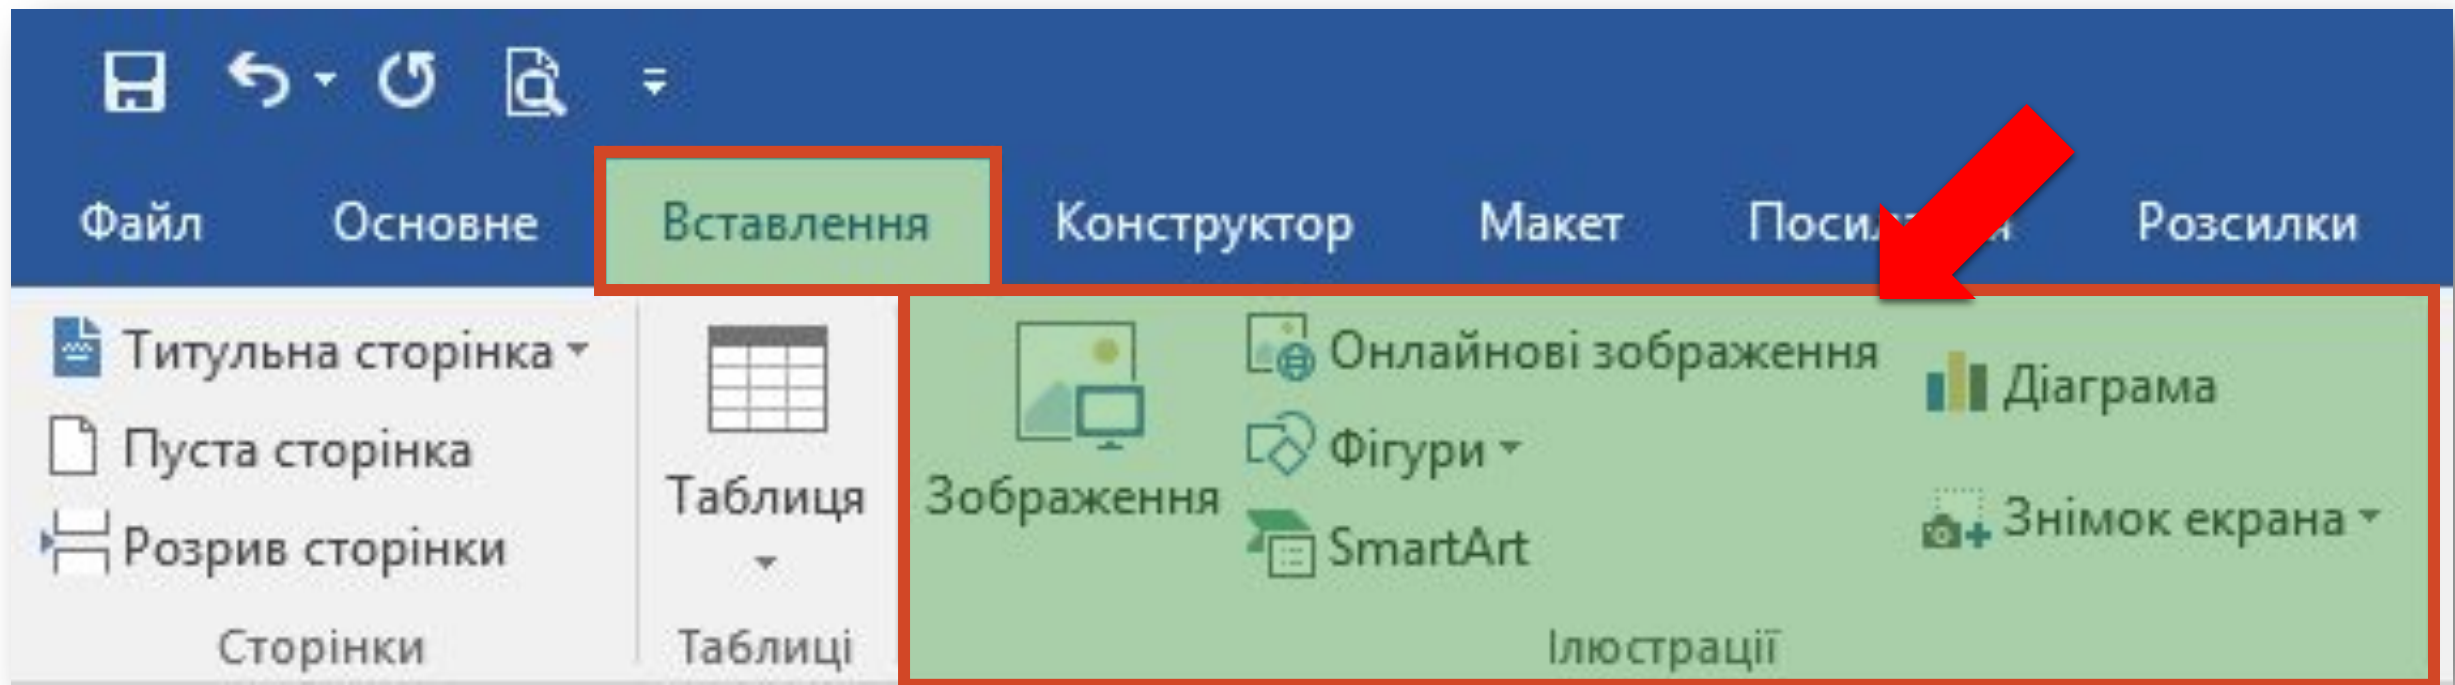 Файл Основне Вставлення Конструктор Макет Розсилки
Титульна сторінка
Пуста сторінка
Розрив сторінки
Сторінки
Таблиця
Таблиці
Зображення
Онлайнові зображення
Фігури
SmartArt
Діаграма
Знімок екрана
Ілюстрації